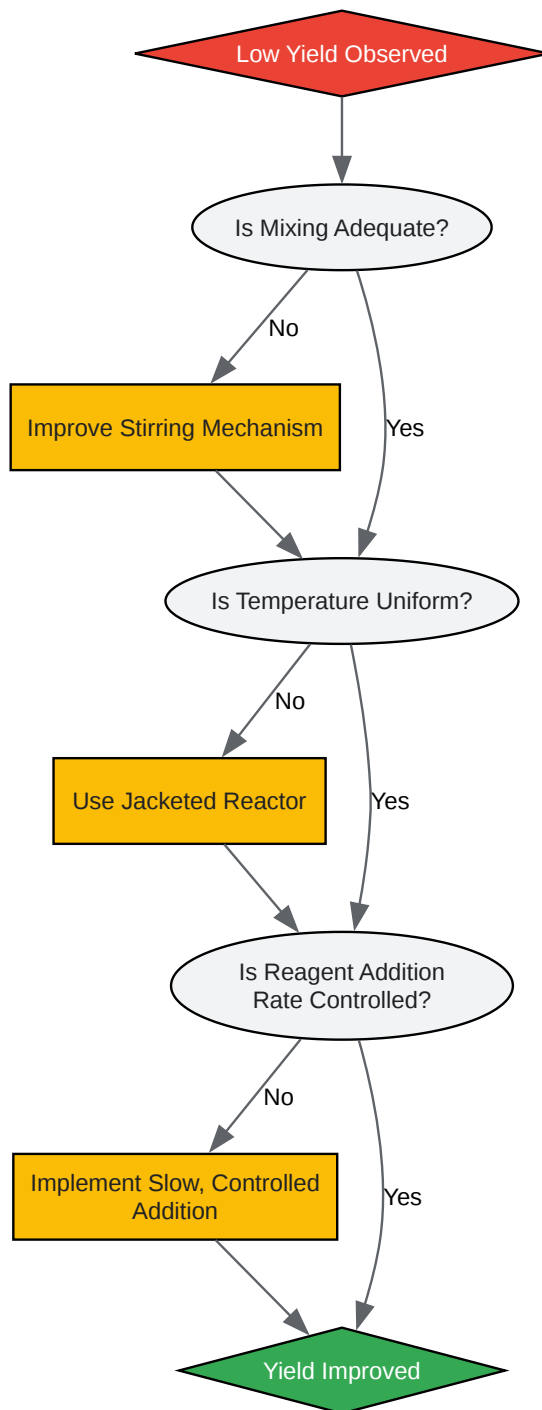 Low Yield Observed
Is Mixing Adequate?
No
Improve Stirring Mechanism
Yes
Is Temperature Uniform?
No
Use Jacketed Reactor
Yes
Is Reagent Addition
Rate Controlled?
No
Implement Slow, Controlled
Addition
Yes
Yield Improved